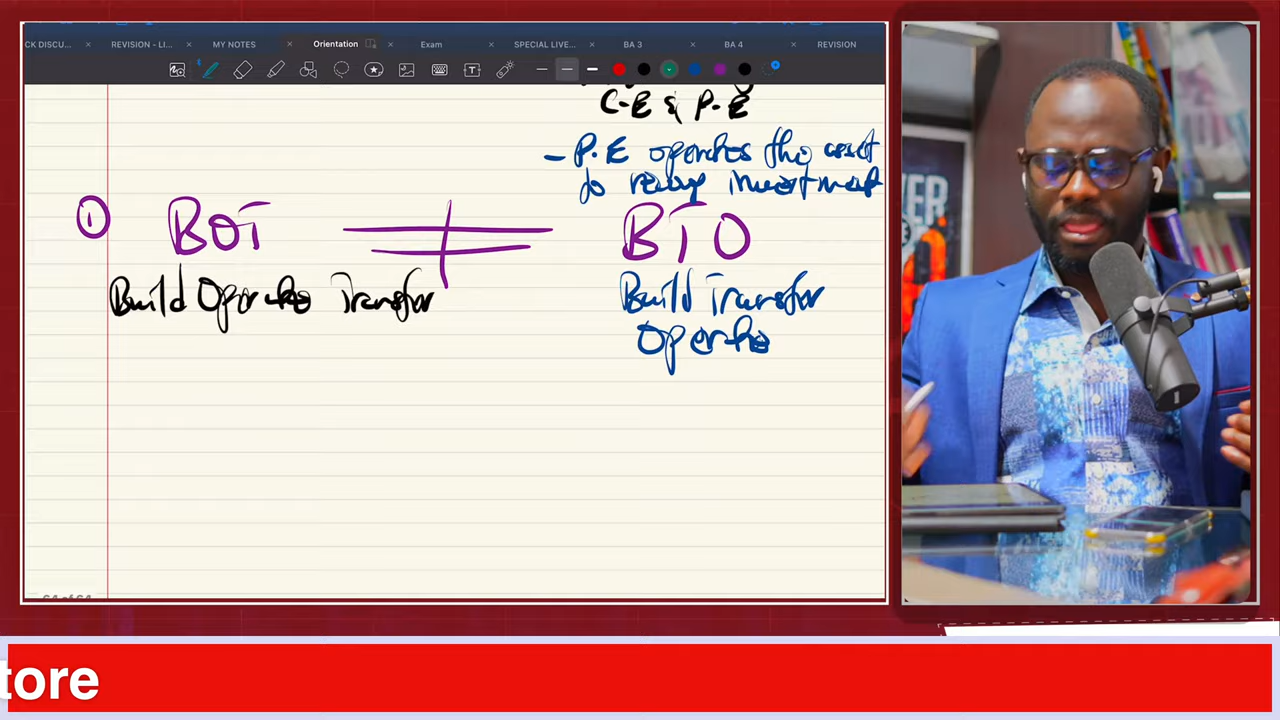 CK DISCU...
REVISION - LI...
MY NOTES
Orientation
Exam
SPECIAL LIVE...
BA 3
BA 4
REVISION
C-E & P-E
- P.E operates the asset
to recoup investment
① BOT ≠ BTO
Build Operate Transfer
Build Transfer
Operate
tore